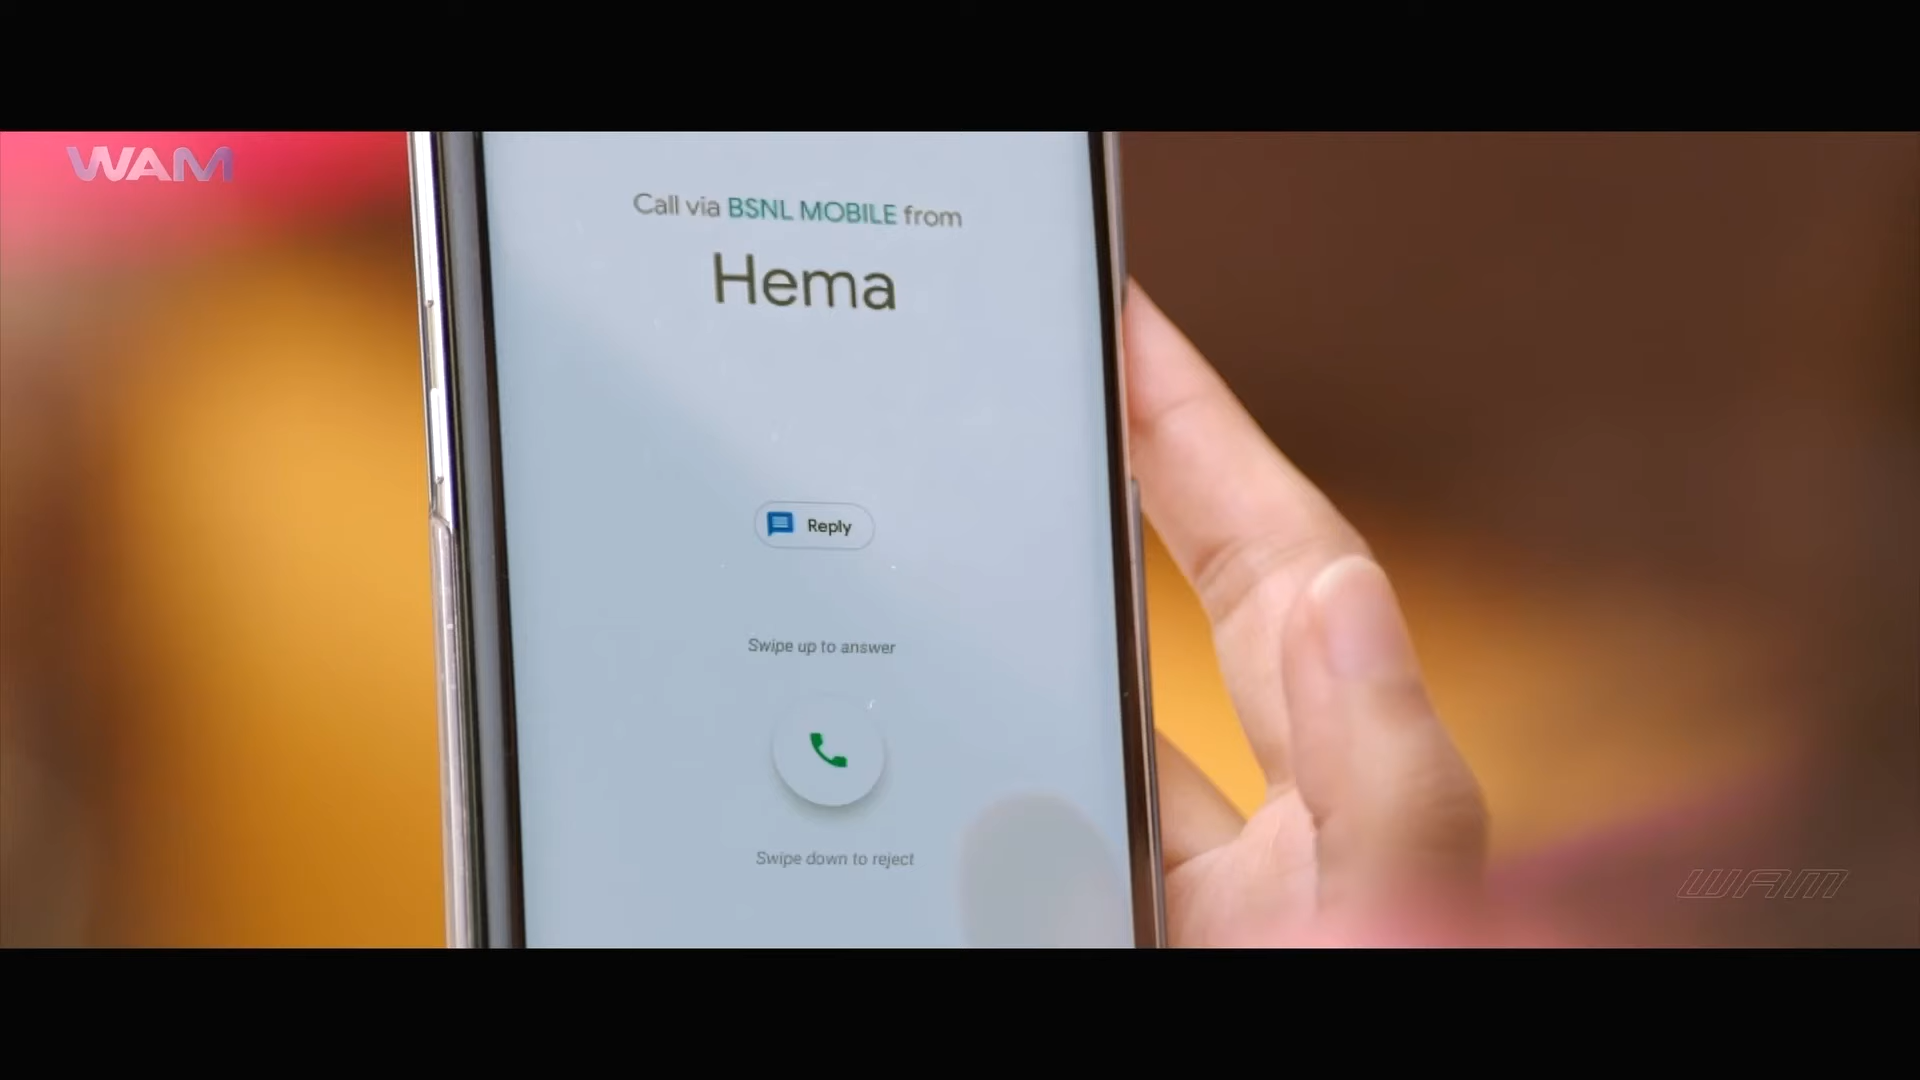 WAM
Call via BSNL MOBILE from
Hema
Reply
Swipe up to answer
Swipe down to reject
WAM